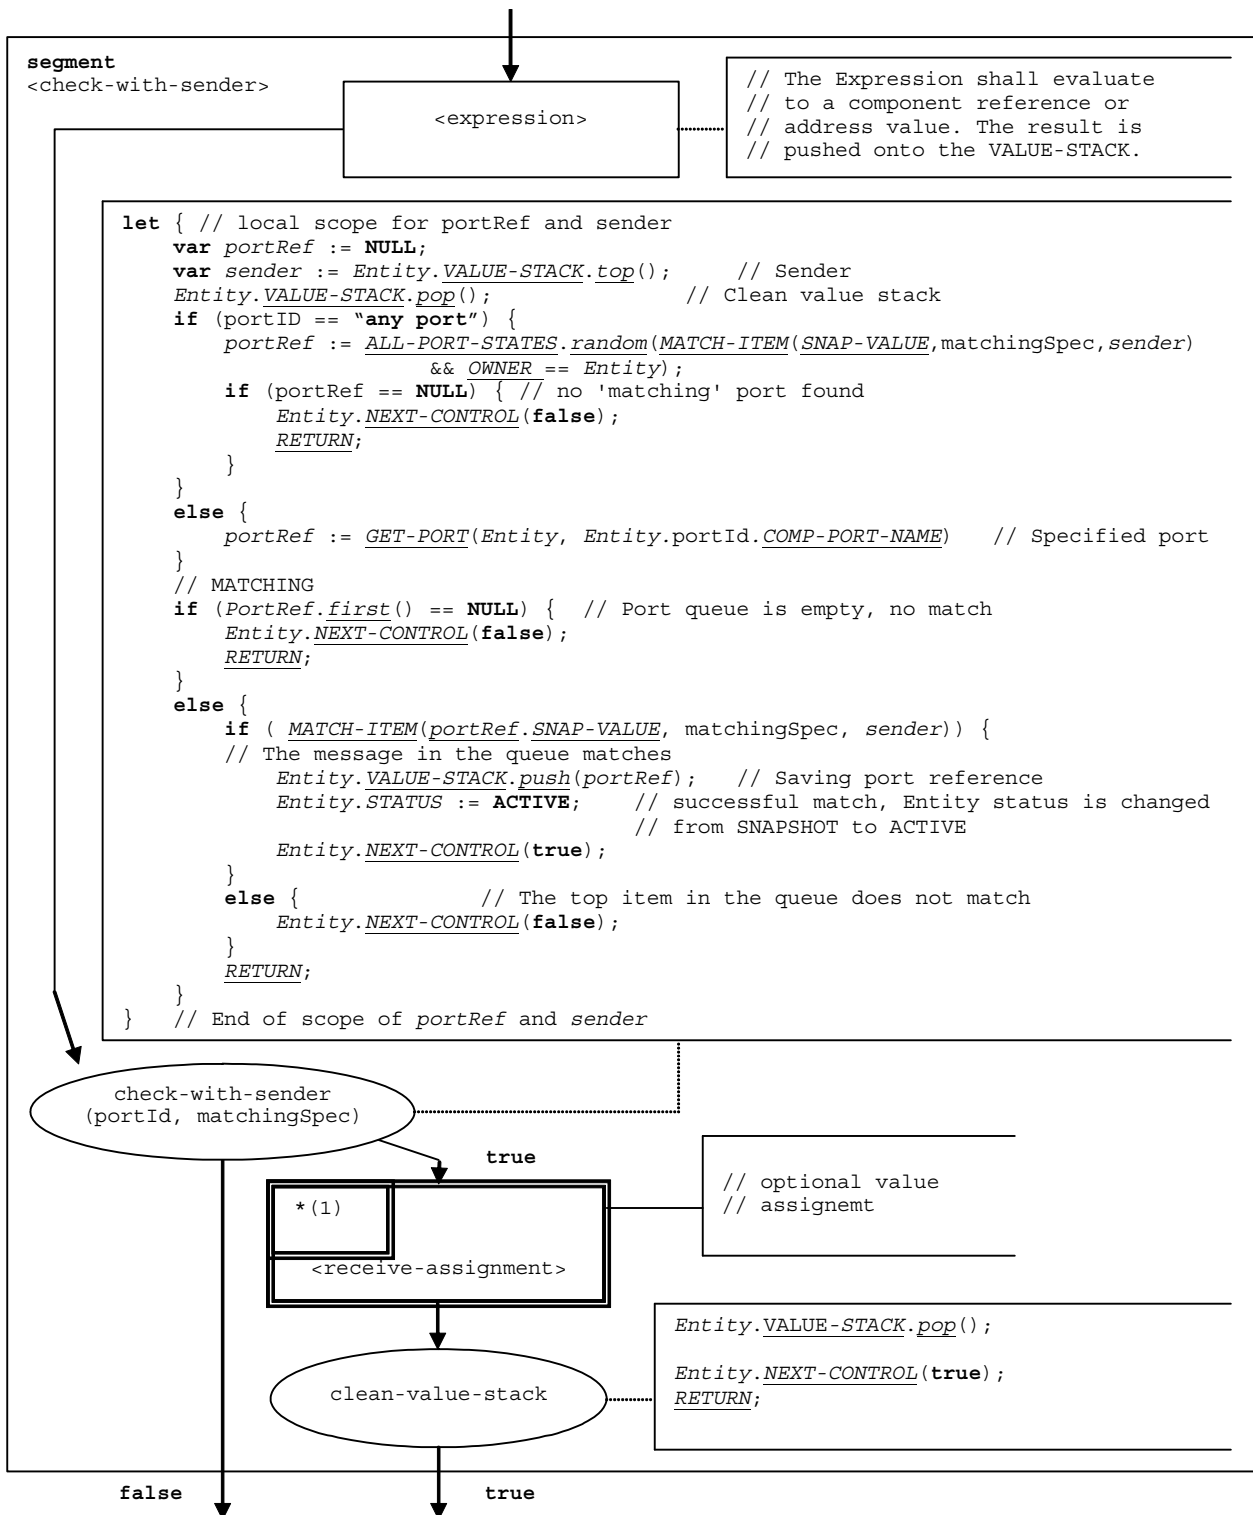 segment
<check-with-sender>
<expression>
// The Expression shall evaluate
// to a component reference or
// address value. The result is
// pushed onto the VALUE-STACK.
let { // local scope for portRef and sender
var portRef := NULL;
var sender := Entity.VALUE-STACK.top(); // Sender
Entity.VALUE-STACK.pop(); // Clean value stack
if (portID == “any port”) {
portRef := ALL-PORT-STATES.random(MATCH-ITEM(SNAP-VALUE,matchingSpec,sender)
&& OWNER == Entity);
if (portRef == NULL) { // no 'matching' port found
Entity.NEXT-CONTROL(false);
RETURN;
}
}
else {
portRef := GET-PORT(Entity, Entity.portId.COMP-PORT-NAME) // Specified port
}
// MATCHING
if (PortRef.first() == NULL) { // Port queue is empty, no match
Entity.NEXT-CONTROL(false);
RETURN;
}
else {
if ( MATCH-ITEM(portRef.SNAP-VALUE, matchingSpec, sender)) {
// The message in the queue matches
Entity.VALUE-STACK.push(portRef); // Saving port reference
Entity.STATUS := ACTIVE; // successful match, Entity status is changed
// from SNAPSHOT to ACTIVE
Entity.NEXT-CONTROL(true);
}
else { // The top item in the queue does not match
Entity.NEXT-CONTROL(false);
}
RETURN;
}
} // End of scope of portRef and sender
check-with-sender
(portId, matchingSpec)
true
*(1)
<receive-assignment>
// optional value
// assignemt
clean-value-stack
Entity.VALUE-STACK.pop();
Entity.NEXT-CONTROL(true);
RETURN;
false
true